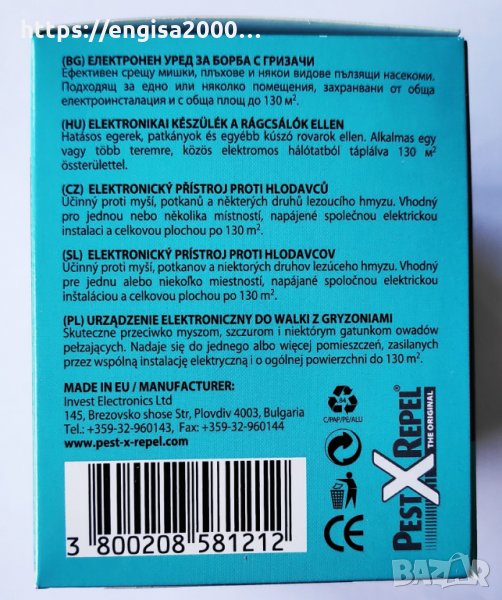 https://engisa2000...
(BG) ЕЛЕКТРОНЕН УРЕД ЗА БОРБА С ГРИЗАЧИ
Ефективен срещу мишки, плъхове и някои видове пълзящи насекоми.
Подходящ за едно или няколко помещения, захранвани от обща
електроинсталация и с обща площ до 130 м².
(HU) ELEKTRONIKAI KÉSZÜLÉK A RÁGCSÁLÓK ELLEN
Hatásos egerek, patkányok és egyébb kúszó rovarok ellen. Alkalmas egy
vagy több teremre, közös elektromos hálótatból táplálva 130 м²
össterülettel.
(CZ) ELEKTRONICKÝ PŘÍSTROJ PROTI HLODAVCŮ
Účinný proti myší, potkanů a některých druhů lezoucího hmyzu. Vhodný
pro jednou nebo několika místností, napájené společnou elektrickou
instalaci a celkovou plochou po 130 m².
(SL) ELEKTRONICKÝ PRÍSTROJ PROTI HLODAVCOV
Účinný proti myší, potkanov a niektorých druhov lezúceho hmyzu. Vhodný
pre jednu alebo niekoľko miestností, napájané spoločnou elektrickou
inštaláciou a celkovou plochou po 130 m².
(PL) URZĄDZENIE ELEKTRONICZNY DO WALKI Z GRYZONIAMI
Skuteczne przeciwko myszom, szczurom i niektórym gatunkom owadów
pełzających. Nadaje się do jednego albo więcej pomieszczeń, zasilanych
przez wspólną instalację elektryczną i o ogólnej powierzchni do 130 m².
MADE IN EU / MANUFACTURER:
Invest Electronics Ltd
145, Brezovsko shose Str, Plovdiv 4003, Bulgaria
Tel.: +359-32-960143, Fax: +359-32-960144
www.pest-x-repel.com
84
C/PAP/PE/ALU
CE
PEST X REPEL®
THE ORIGINAL
3 800208 581212
BAZAR